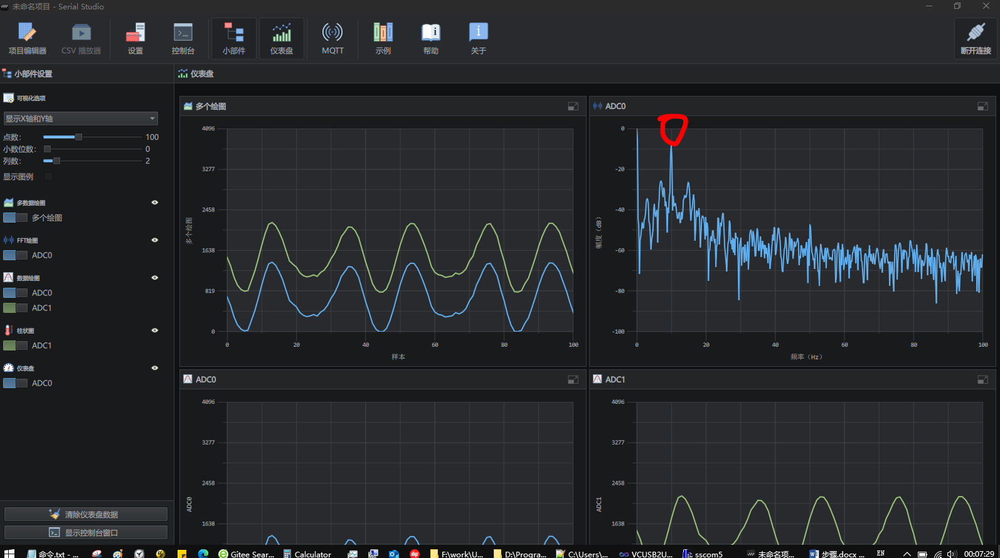 未命名项目 - Serial Studio
项目编辑器
CSV 播放器
设置
控制台
小部件
仪表盘
MQTT
示例
帮助
关于
断开连接
小部件设置
仪表盘
可视化选项
显示X轴和Y轴
点数: 100
小数位数: 0
列数: 2
显示图例
多数据绘图
多个绘图
FFT绘图
ADC0
数据绘图
ADC0
ADC1
柱状图
ADC1
仪表盘
ADC0
清除仪表盘数据
显示控制台窗口
多个绘图
4096
3277
2458
1638
819
0
多个绘图
0 20 40 60 80 100
样本
ADC0
0
-20
-40
-60
-80
-100
幅度 (dB)
0 20 40 60 80 100
频率 (Hz)
ADC0
4096
3277
2458
1638
ADC0
ADC1
4096
3277
2458
1638
ADC1
命令.txt - ...
Gitee Sear...
Calculator
F:\work\U...
D:\Progra...
C:\Users\...
VCUSB2U...
sscom5
未命名项...
步骤.docx ...
EN
00:07:29